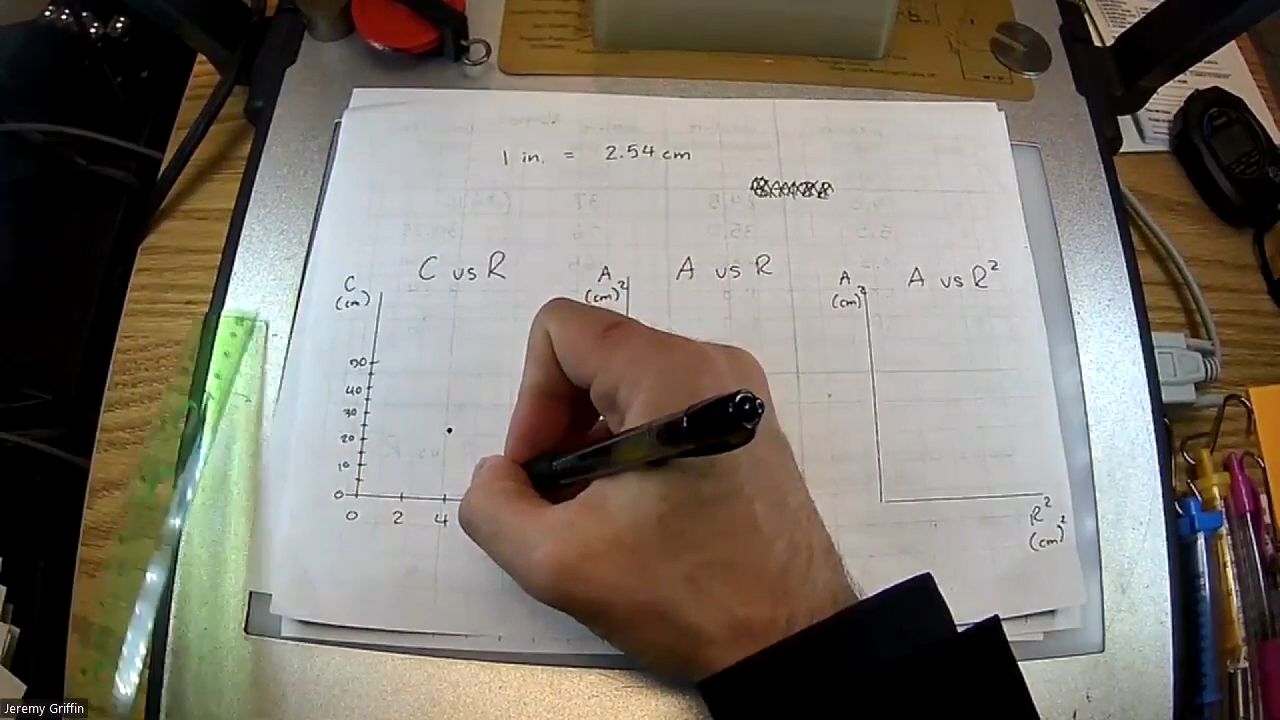 1 in. = 2.54 cm
C vs R
A vs R
A vs R²
C
(cm)
50
40
30
20
10
0
0 2 4
A
(cm)²
A
(cm)²
R²
(cm)²
Jeremy Griffin